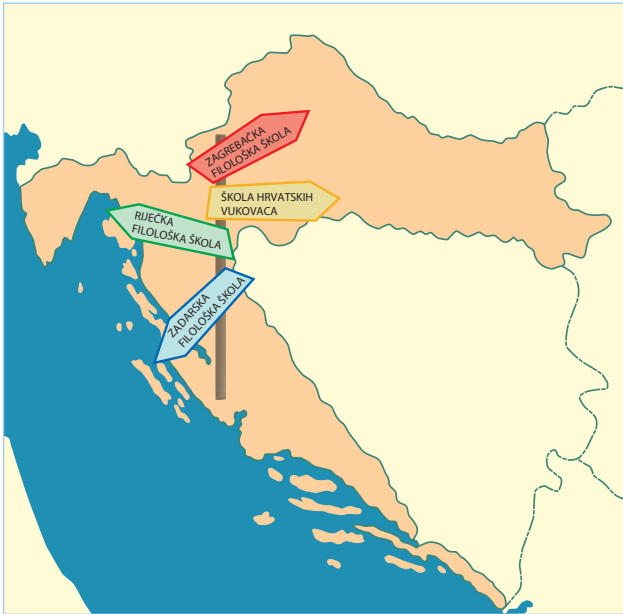 ZAGREBAČKA
FILOLOŠKA ŠKOLA
ŠKOLA HRVATSKIH
VUKOVACA
RIJEČKA
FILOLOŠKA ŠKOLA
ZADARSKA
FILOLOŠKA ŠKOLA